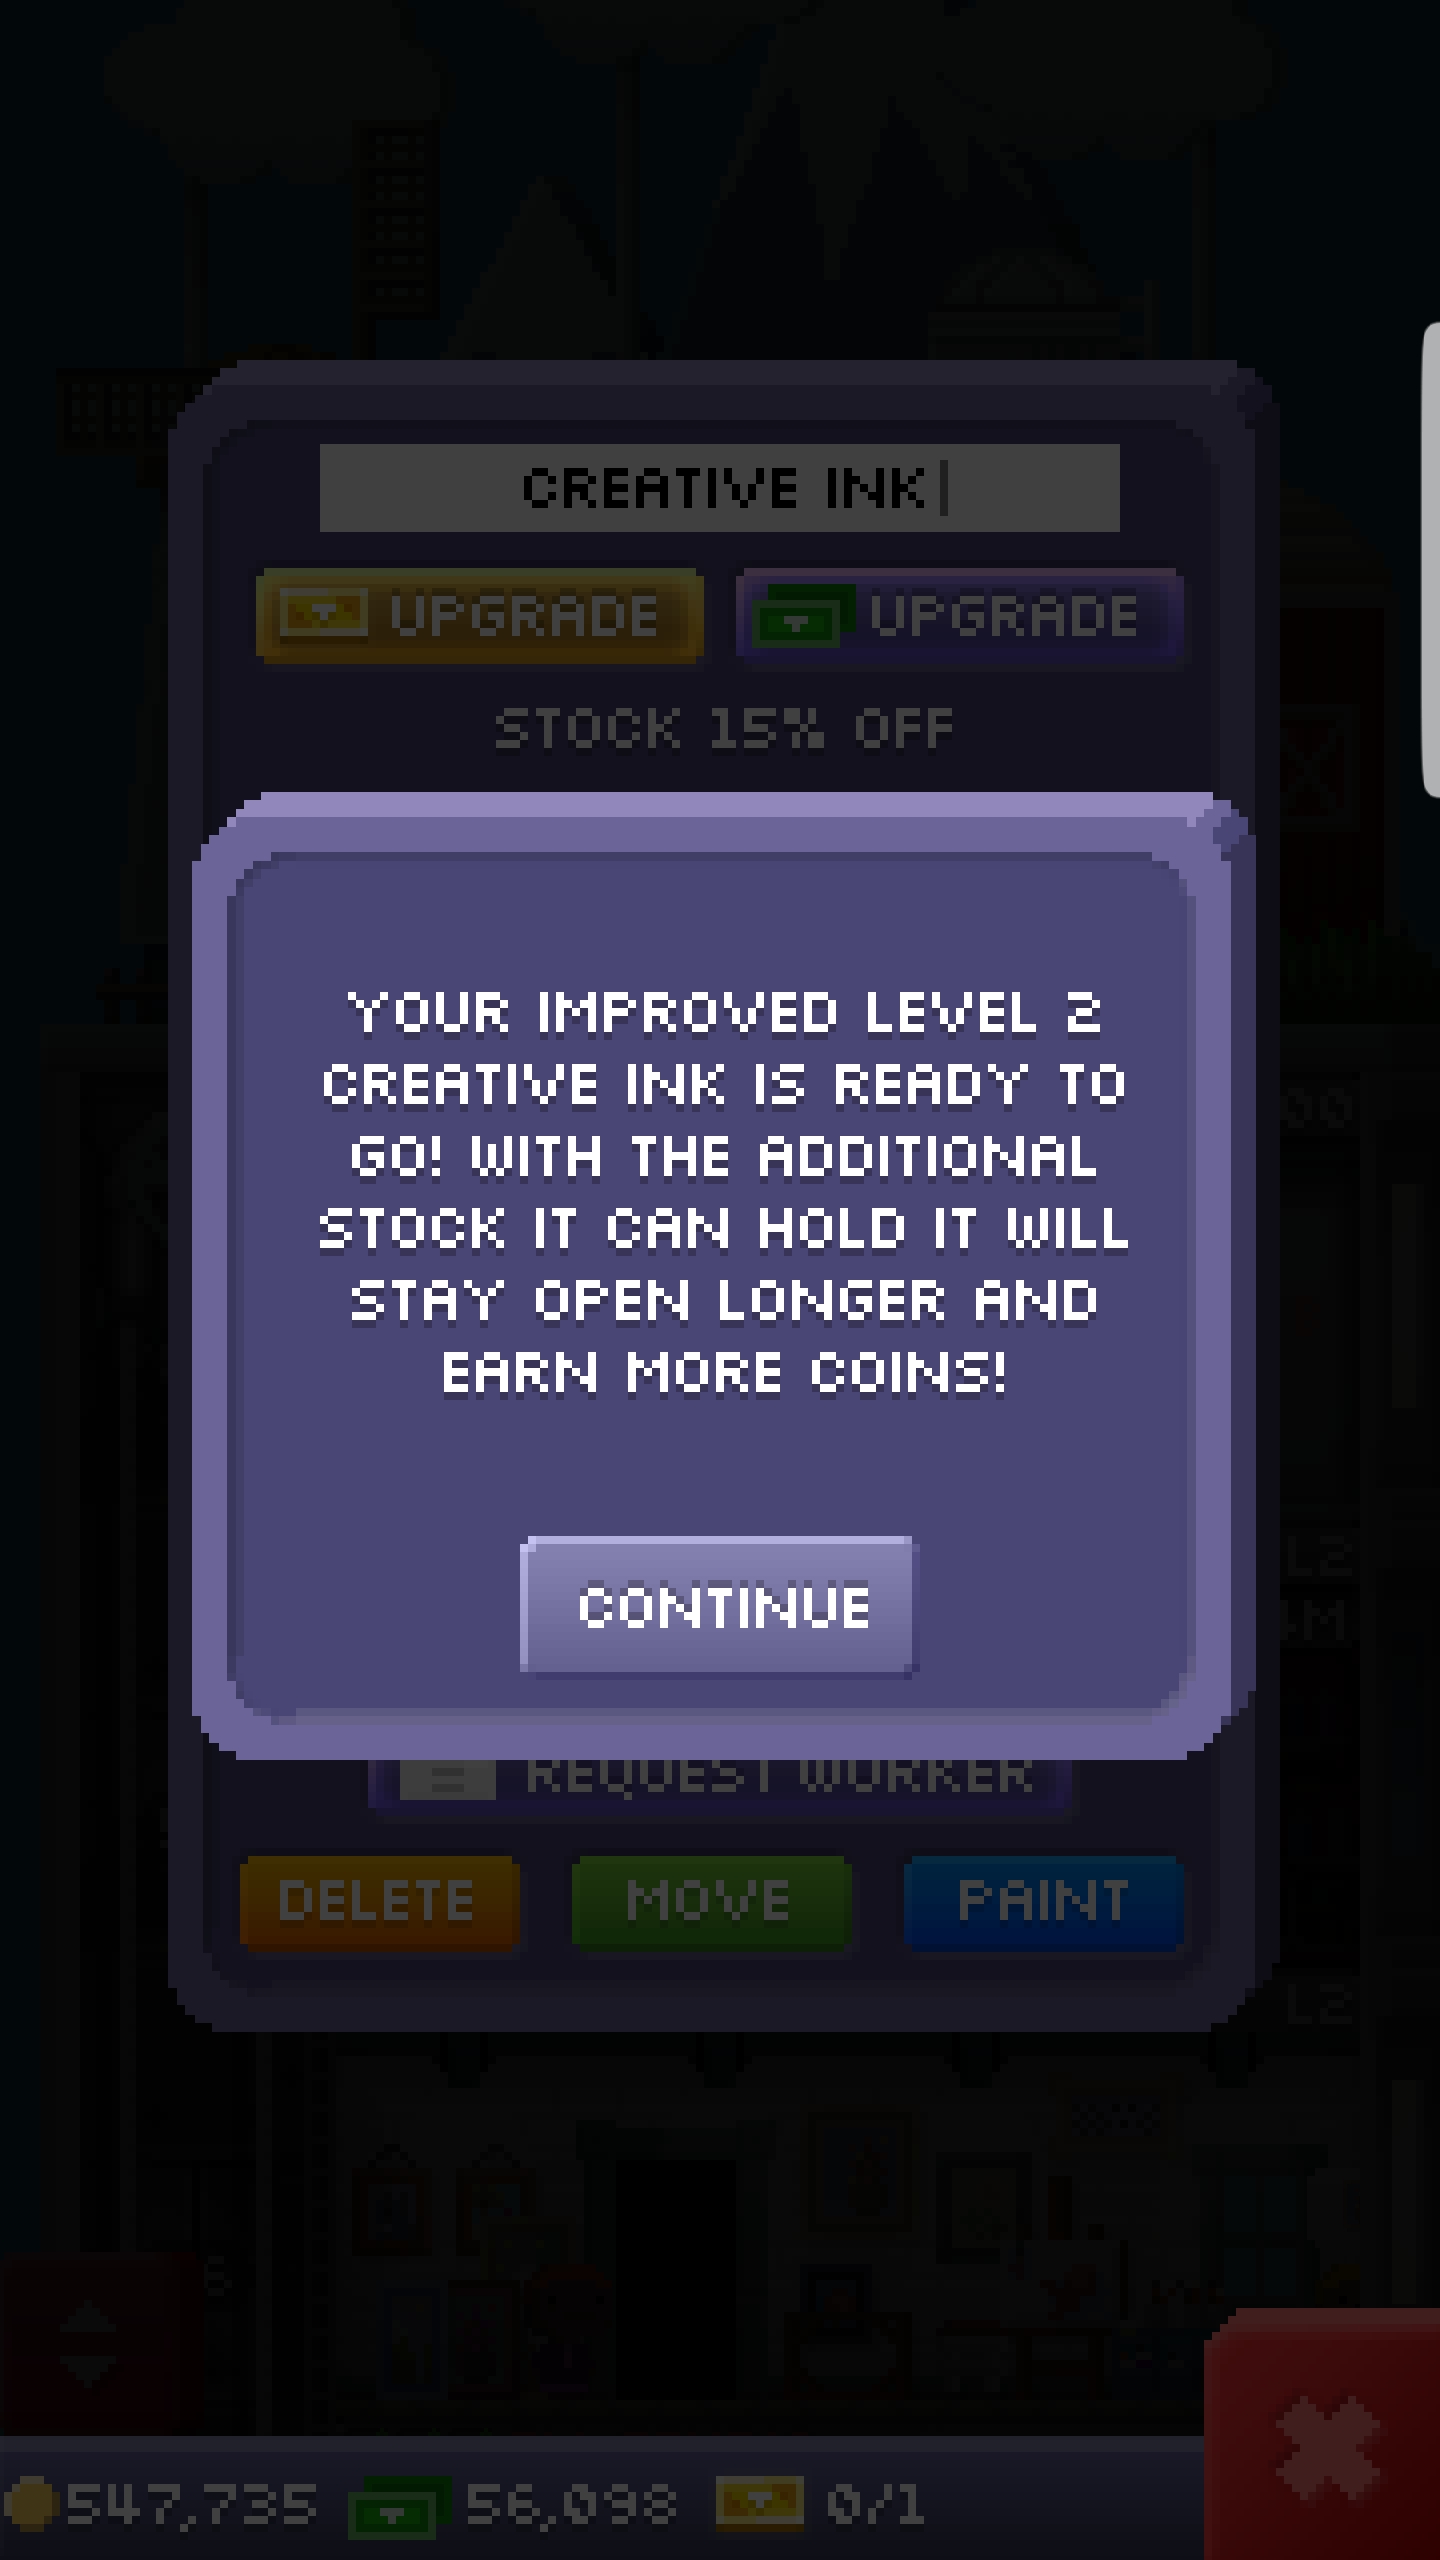 CREATIVE INK
UPGRADE UPGRADE
STOCK 15% OFF
YOUR IMPROVED LEVEL 2
CREATIVE INK IS READY TO
GO! WITH THE ADDITIONAL
STOCK IT CAN HOLD IT WILL
STAY OPEN LONGER AND
EARN MORE COINS!
CONTINUE
REQUEST WORKER
DELETE MOVE PAINT
547,735 56,098 0/1